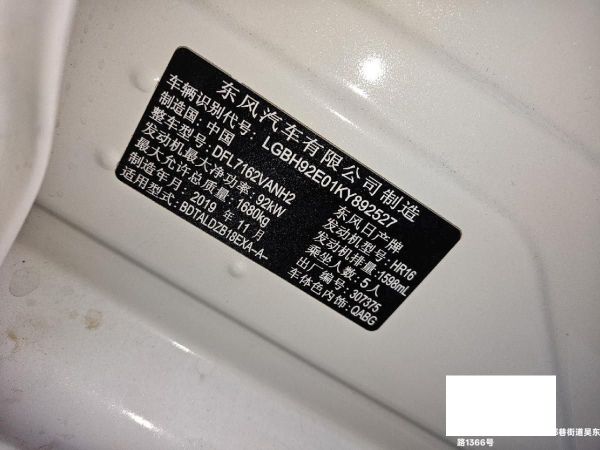 东风汽车有限公司制造
车辆识别代号: LGBH92E01KY892527
制造国: 中国 东风日产牌
整车型号: DFL7162VANH2 发动机型号: HR16
发动机最大净功率: 92kW 发动机排量: 1598mL
最大允许总质量: 1680kg 乘坐人数: 5人
制造年月: 2019 年 11 月 出厂编号: 307375
适用型式: BDTALDZB18EXA-A- 车体色内饰: QABG
巷街道吴东
路1366号